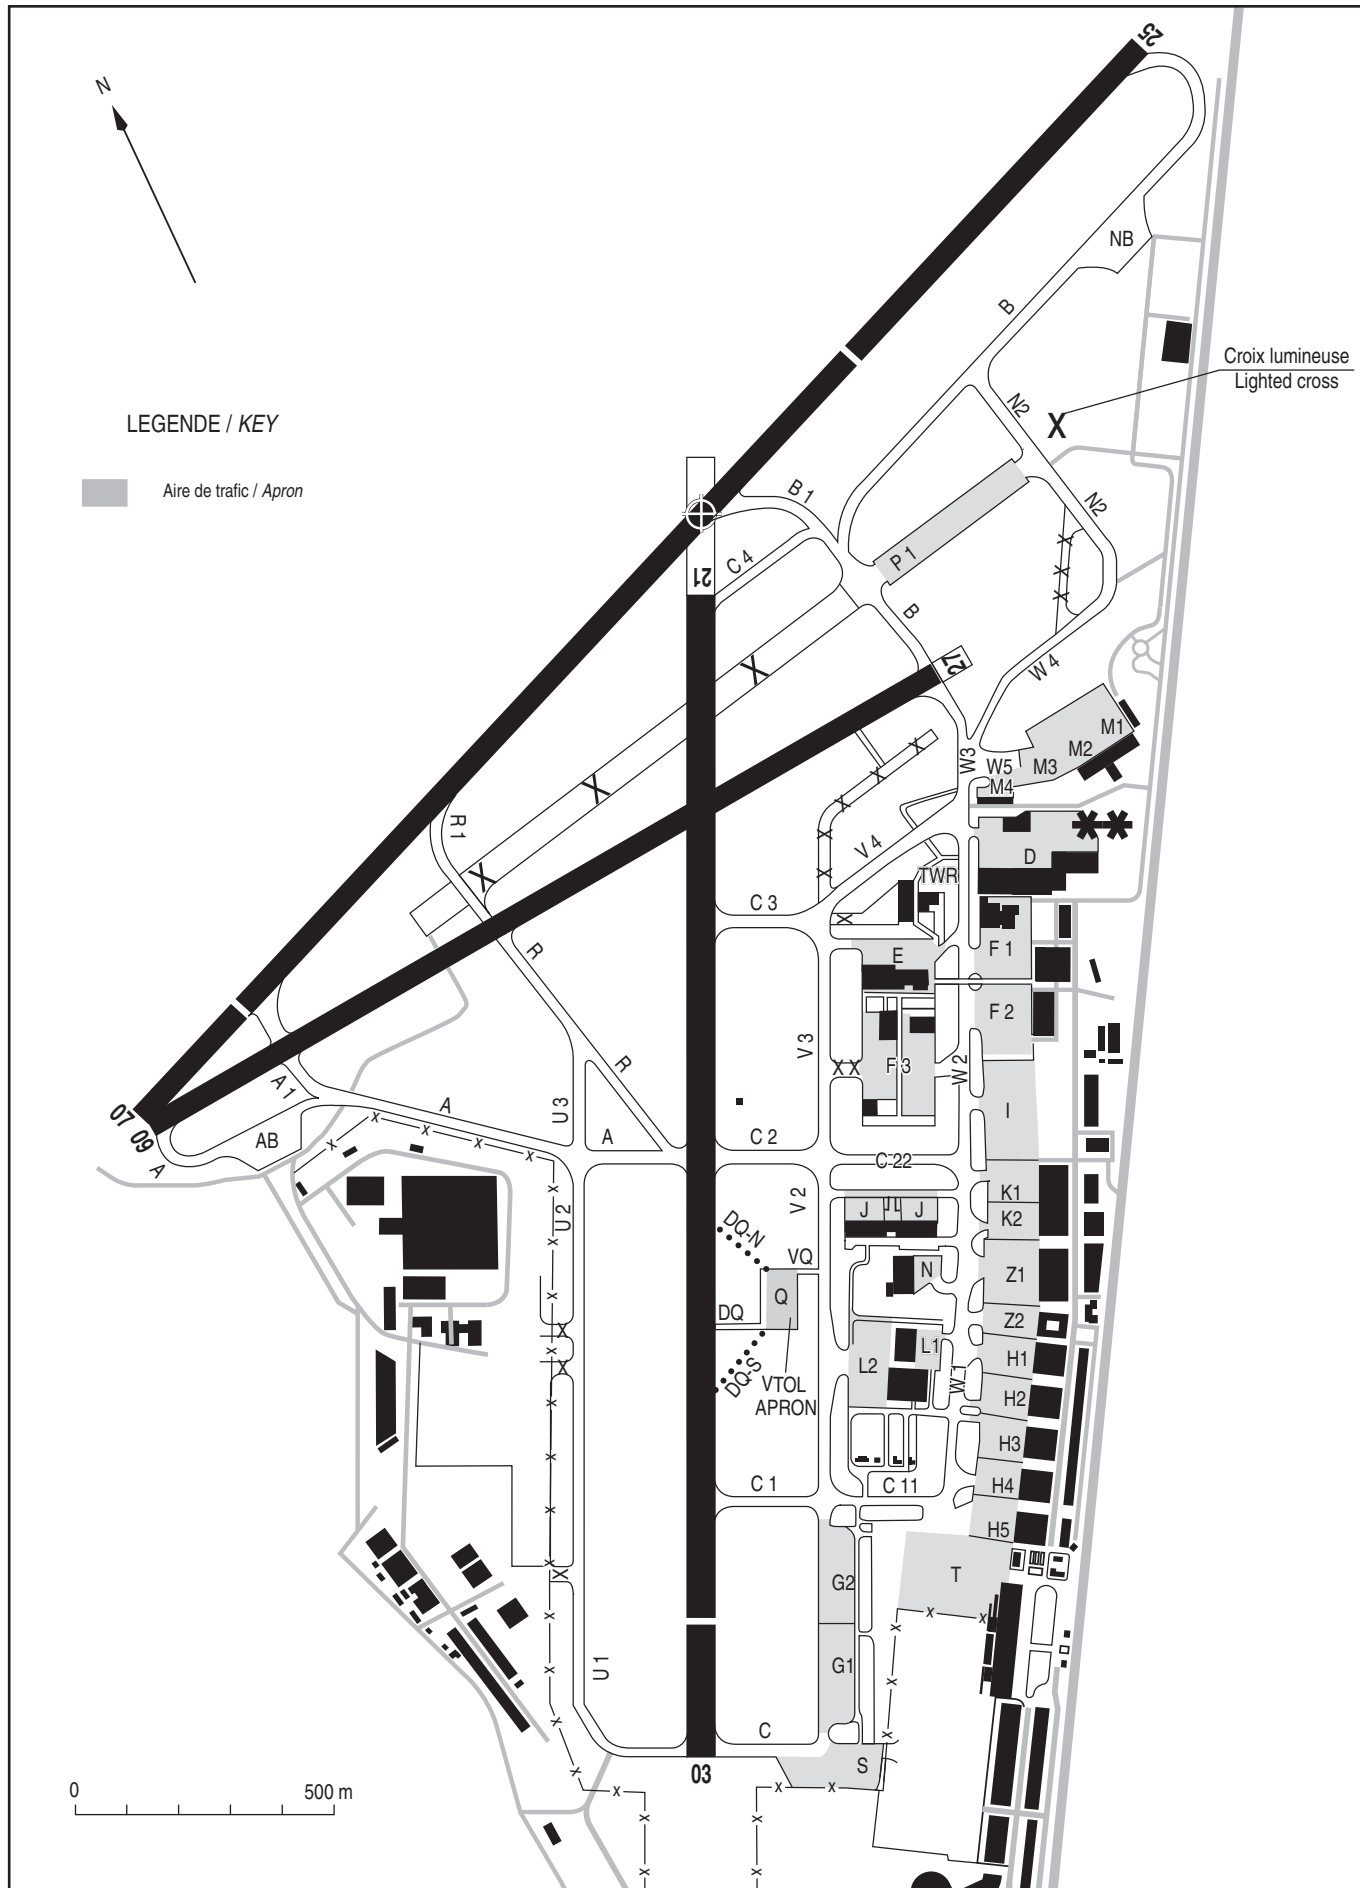 25
N
NB
B
Croix lumineuse
Lighted cross
N2
X
LEGENDE / KEY
Aire de trafic / Apron
B 1
N2
P 1
C 4
21
B
27
W 4
M1
M2
M3
W3
W5
M4
R 1
V 4
D
TWR
C 3
R
E
F 1
F 2
V 3
R
F 3
W 2
I
A 1
A
U 3
A
C 2
07
09
AB
A
C 22
K1
K2
U 2
V 2
J
J
DQ-N
VQ
N
Z1
Q
DQ
Z2
L1
H1
L2
DQ-S
VTOL
APRON
W 1
H2
H3
C 1
C 11
H4
H5
T
G2
G1
U 1
C
S
03
0
500 m